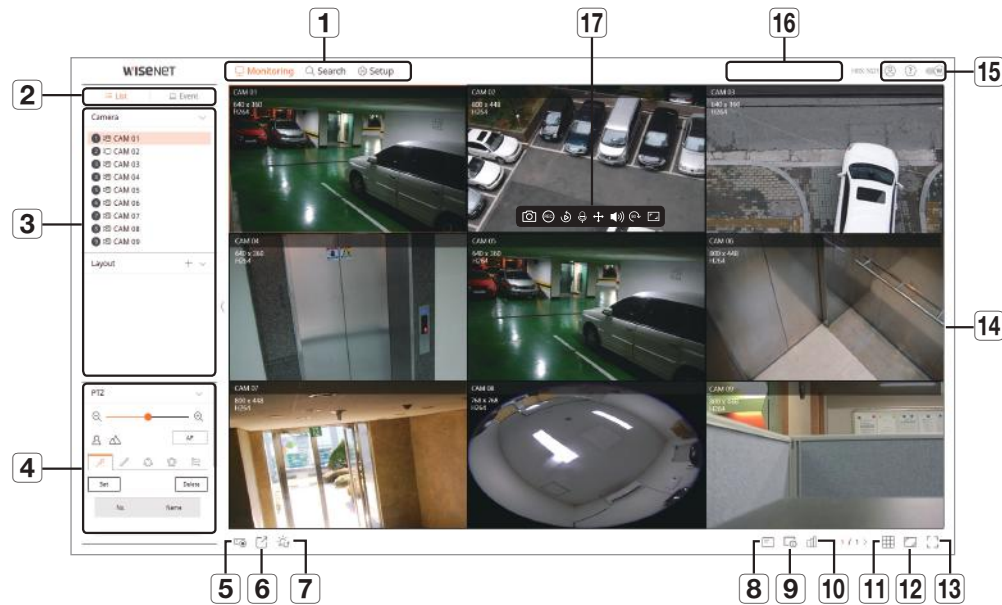 1
17
16
WISENET
Monitoring
Search
Setup
15
2
List
Event
Camera
CAM 01
CAM 02
CAM 03
CAM 04
CAM 05
CAM 06
CAM 07
CAM 08
CAM 09
3
Layout
CAM 01
640 x 360
H264
CAM 02
800 x 448
H264
CAM 03
640 x 360
H264
CAM 04
640 x 360
H264
CAM 05
640 x 360
H264
CAM 06
800 x 448
H264
14
PTZ
AF
4
Set
Delete
No.
Name
CAM 07
800 x 448
H264
CAM 08
768 x 768
H264
CAM 09
H264
1 / 1
5
6
7
8
9
10
11
12
13